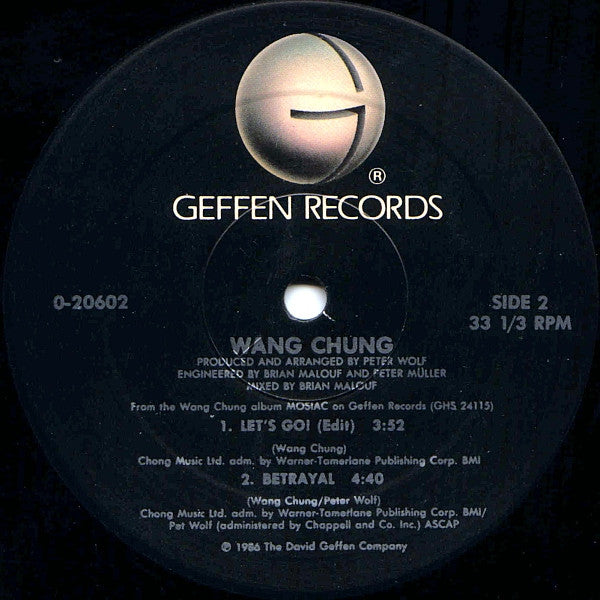 ®
GEFFEN RECORDS
0-20602
SIDE 2
33 1/3 RPM
WANG CHUNG
PRODUCED AND ARRANGED BY PETER WOLF
ENGINEERED BY BRIAN MALOUF AND PETER MÜLLER
MIXED BY BRIAN MALOUF
From the Wang Chung album MOSIAC on Geffen Records (GHS 24115)
1. LET'S GO! (Edit) 3:52
(Wang Chung)
Chong Music Ltd. adm. by Warner-Tamerlane Publishing Corp. BMI
2. BETRAYAL 4:40
(Wang Chung/Peter Wolf)
Chong Music Ltd. adm. by Warner-Tamerlane Publishing Corp. BMI/
Pet Wolf (administered by Chappell and Co. Inc.) ASCAP
℗ 1986 The David Geffen Company